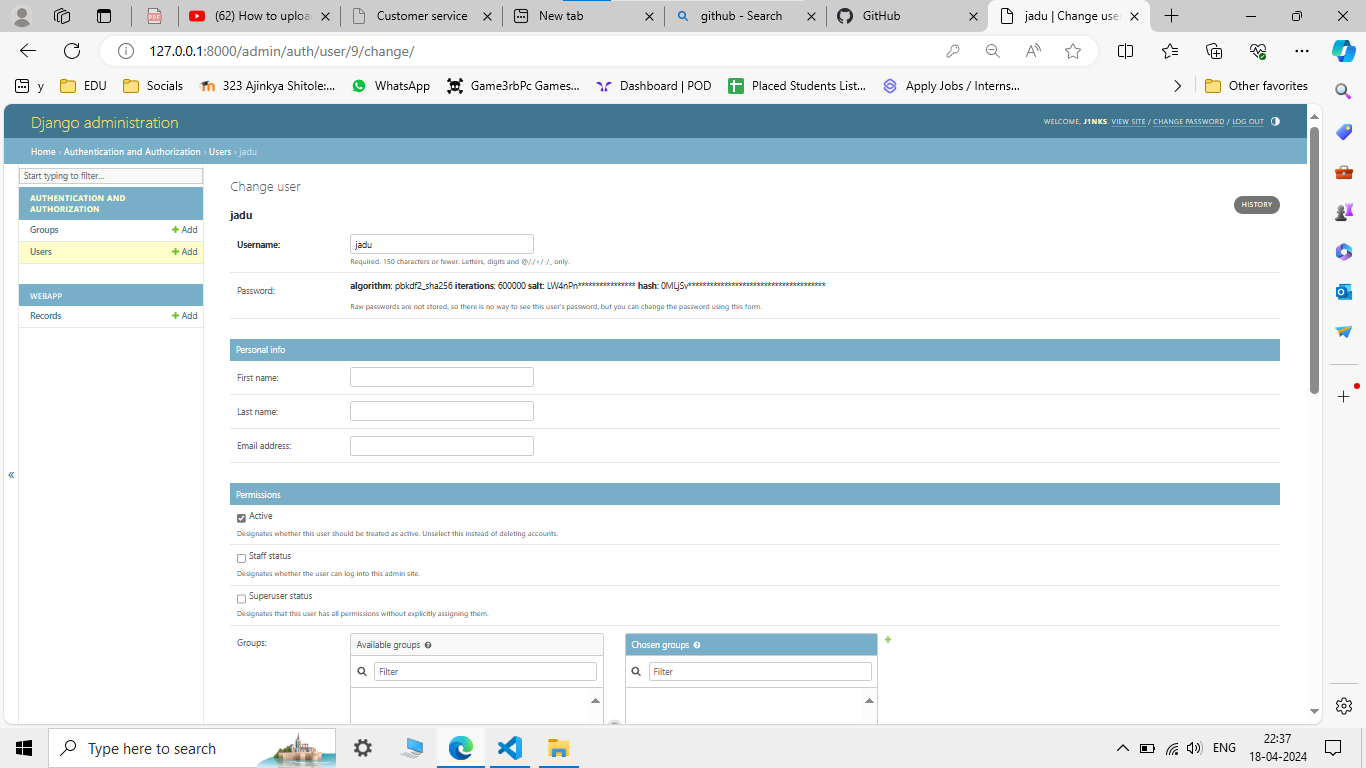 (62) How to uploa
Customer service
New tab
github - Search
GitHub
jadu | Change use
127.0.0.1:8000/admin/auth/user/9/change/
y
EDU
Socials
323 Ajinkya Shitole:...
WhatsApp
Game3rbPc Games...
Dashboard | POD
Placed Students List...
Apply Jobs / Interns...
Other favorites
Django administration
WELCOME, J1NKS. VIEW SITE / CHANGE PASSWORD / LOG OUT
Home › Authentication and Authorization › Users › jadu
Start typing to filter...
AUTHENTICATION AND
AUTHORIZATION
Groups + Add
Users + Add
WEBAPP
Records + Add
«
Change user
HISTORY
jadu
Username: jadu
Required. 150 characters or fewer. Letters, digits and @/./+/-/_ only.
Password: algorithm: pbkdf2_sha256 iterations: 600000 salt: LW4nPn**************** hash: 0MLjSv**************************************
Raw passwords are not stored, so there is no way to see this user's password, but you can change the password using this form.
Personal info
First name:
Last name:
Email address:
Permissions
Active
Designates whether this user should be treated as active. Unselect this instead of deleting accounts.
Staff status
Designates whether the user can log into this admin site.
Superuser status
Designates that this user has all permissions without explicitly assigning them.
Groups:
Available groups
Filter
Chosen groups
Filter
Type here to search
ENG
22:37
18-04-2024